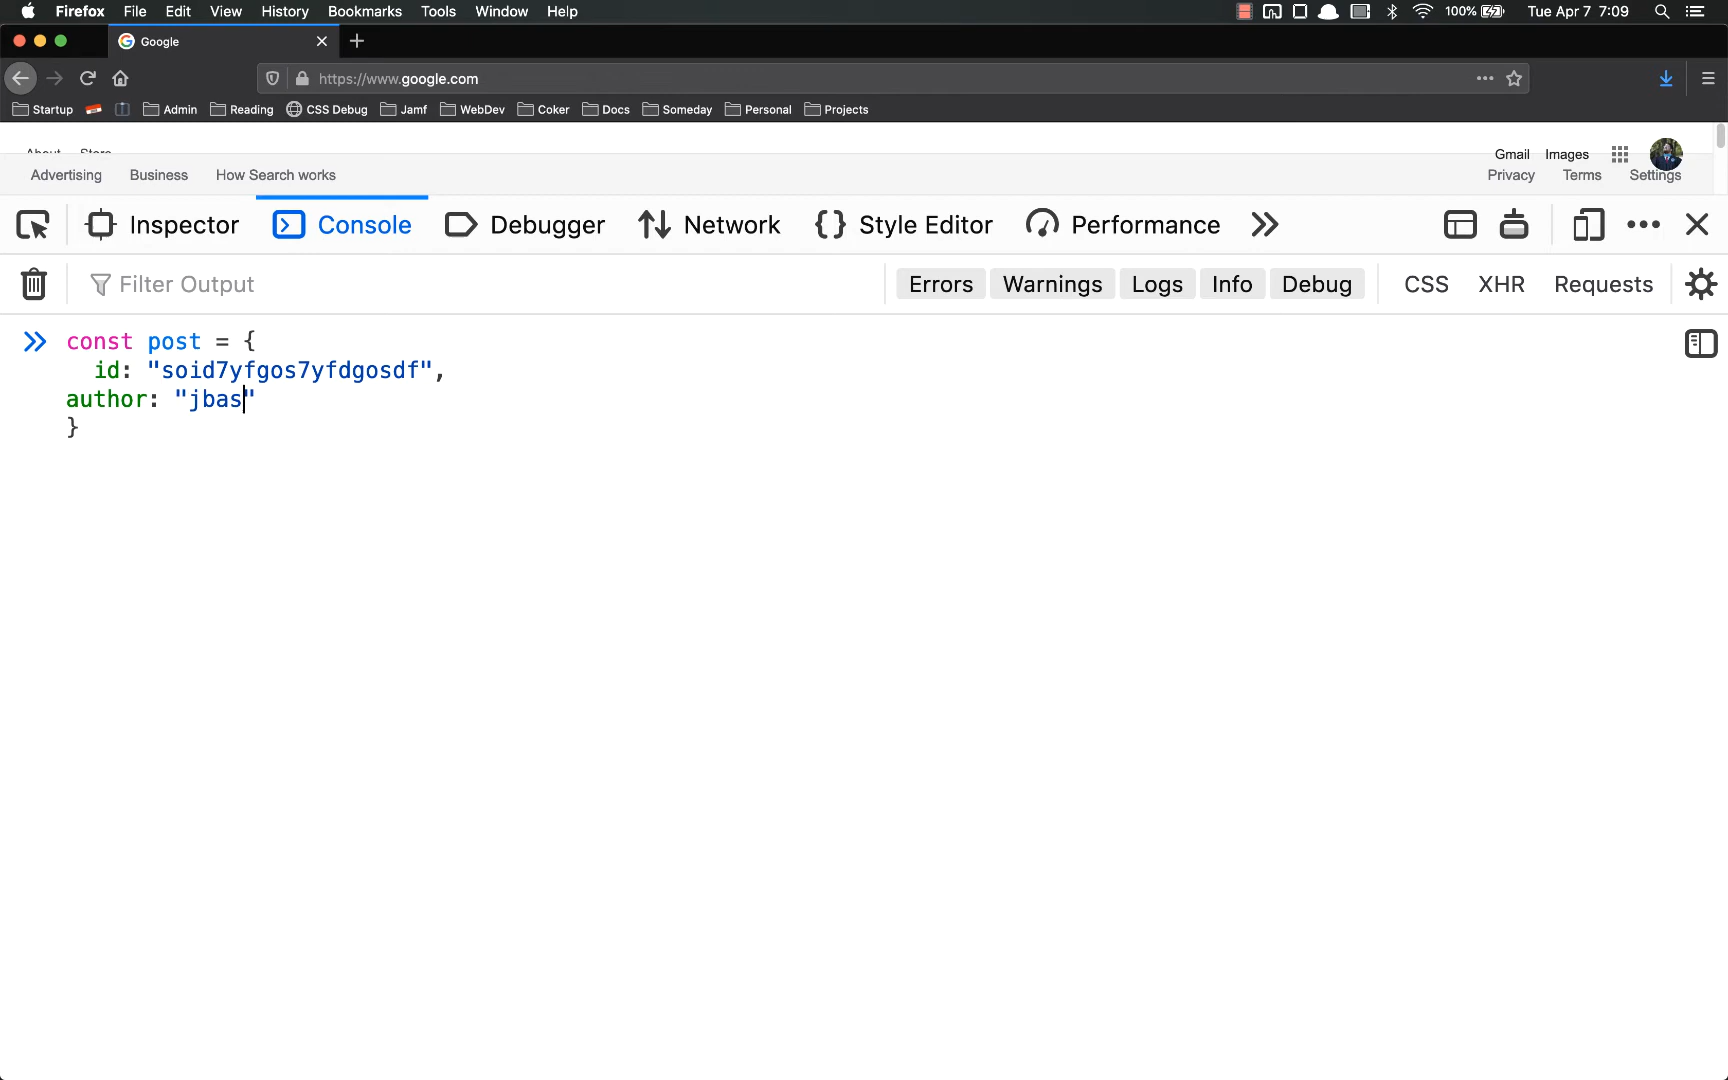 Firefox File Edit View History Bookmarks Tools Window Help 100% Tue Apr 7 7:09
Google
https://www.google.com
Startup Admin Reading CSS Debug Jamf WebDev Coker Docs Someday Personal Projects
About Store Gmail Images
Advertising Business How Search works Privacy Terms Settings
Inspector Console Debugger Network Style Editor Performance
Filter Output Errors Warnings Logs Info Debug CSS XHR Requests
const post = {
id: "soid7yfgos7yfdgosdf",
author: "jbas"
}